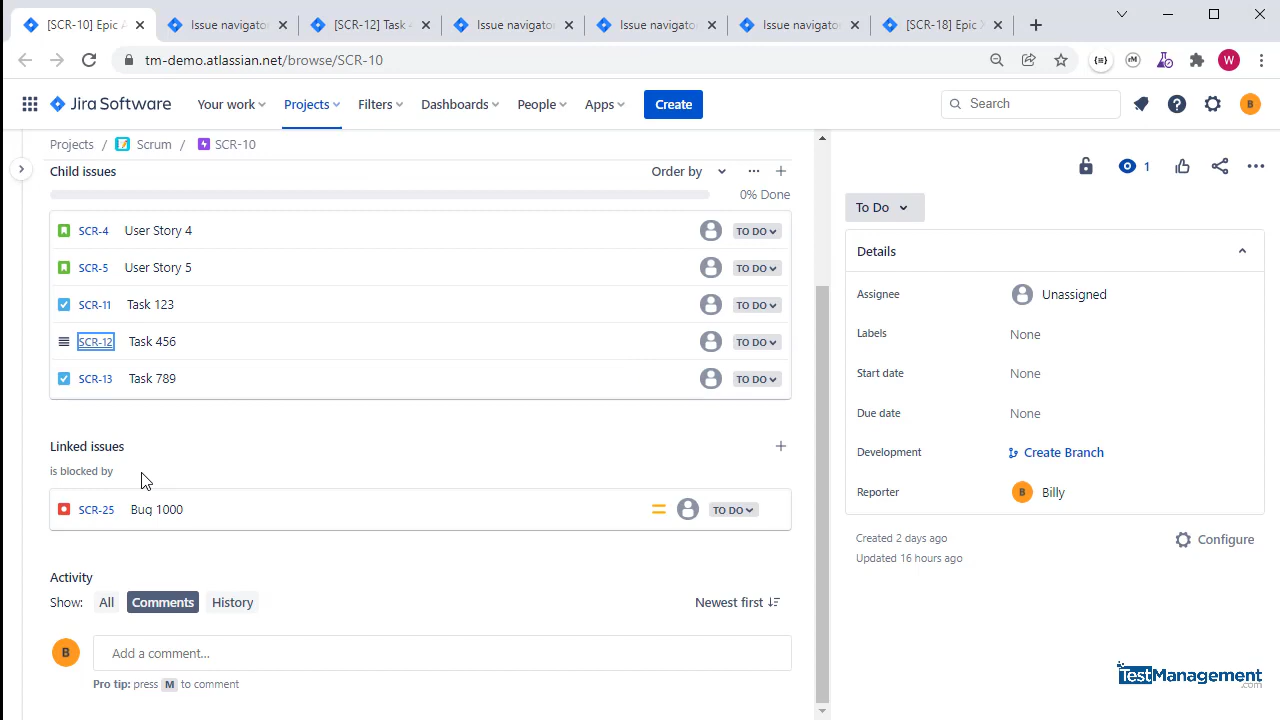 [SCR-10] Epic A
Issue navigato
[SCR-12] Task 4
Issue navigato
Issue navigato
Issue navigato
[SCR-18] Epic X
tm-demo.atlassian.net/browse/SCR-10
W
Jira Software
Your work
Projects
Filters
Dashboards
People
Apps
Create
Search
B
Projects / Scrum / SCR-10
Child issues
Order by
0% Done
SCR-4 User Story 4 TO DO
SCR-5 User Story 5 TO DO
SCR-11 Task 123 TO DO
SCR-12 Task 456 TO DO
SCR-13 Task 789 TO DO
Linked issues
is blocked by
SCR-25 Bug 1000 TO DO
Activity
Show: All Comments History
Newest first
B
Add a comment...
Pro tip: press M to comment
1
To Do
Details
Assignee Unassigned
Labels None
Start date None
Due date None
Development Create Branch
Reporter B Billy
Created 2 days ago
Updated 16 hours ago
Configure
TestManagement
.com